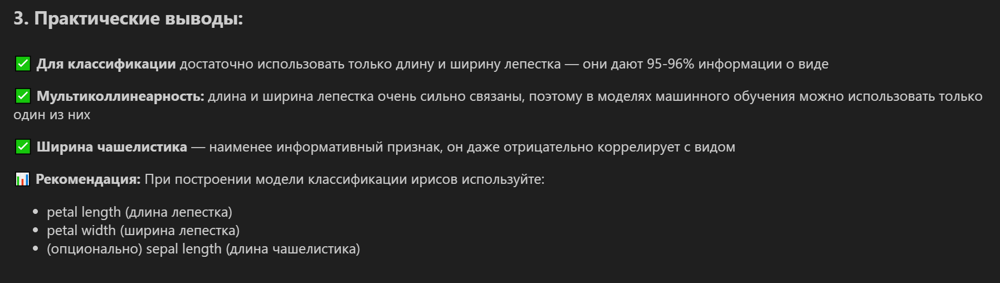 3. Практические выводы:
✅ Для классификации достаточно использовать только длину и ширину лепестка — они дают 95-96% информации о виде
✅ Мультиколлинеарность: длина и ширина лепестка очень сильно связаны, поэтому в моделях машинного обучения можно использовать только
один из них
✅ Ширина чашелистика — наименее информативный признак, он даже отрицательно коррелирует с видом
📊 Рекомендация: При построении модели классификации ирисов используйте:
• petal length (длина лепестка)
• petal width (ширина лепестка)
• (опционально) sepal length (длина чашелистика)